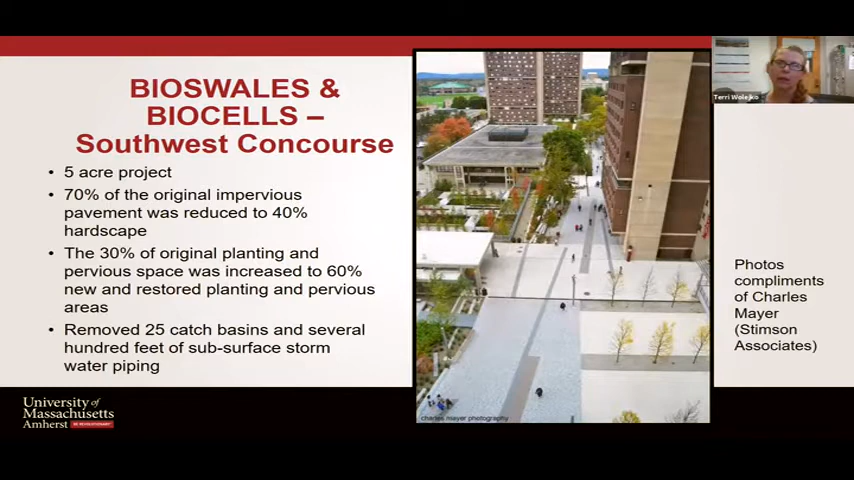 BIOSWALES &
BIOCELLS –
Southwest Concourse
• 5 acre project
• 70% of the original impervious
pavement was reduced to 40%
hardscape
• The 30% of original planting and
pervious space was increased to 60%
new and restored planting and pervious
areas
• Removed 25 catch basins and several
hundred feet of sub-surface storm
water piping
University of
Massachusetts
Amherst BE REVOLUTIONARY
charles mayer photography
Terri Wolejko
Photos
compliments
of Charles
Mayer
(Stimson
Associates)